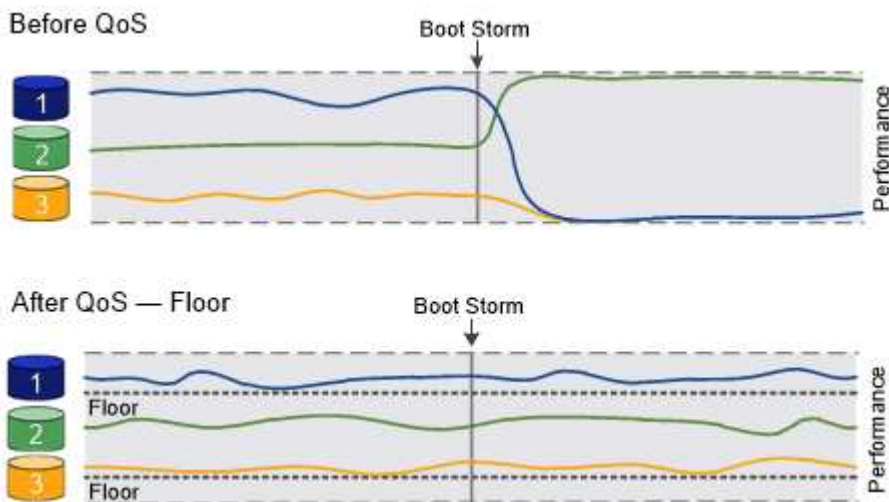 Before QoS
Boot Storm
1
2
3
Performance
After QoS — Floor
Boot Storm
1
Floor
2
3
Floor
Performance